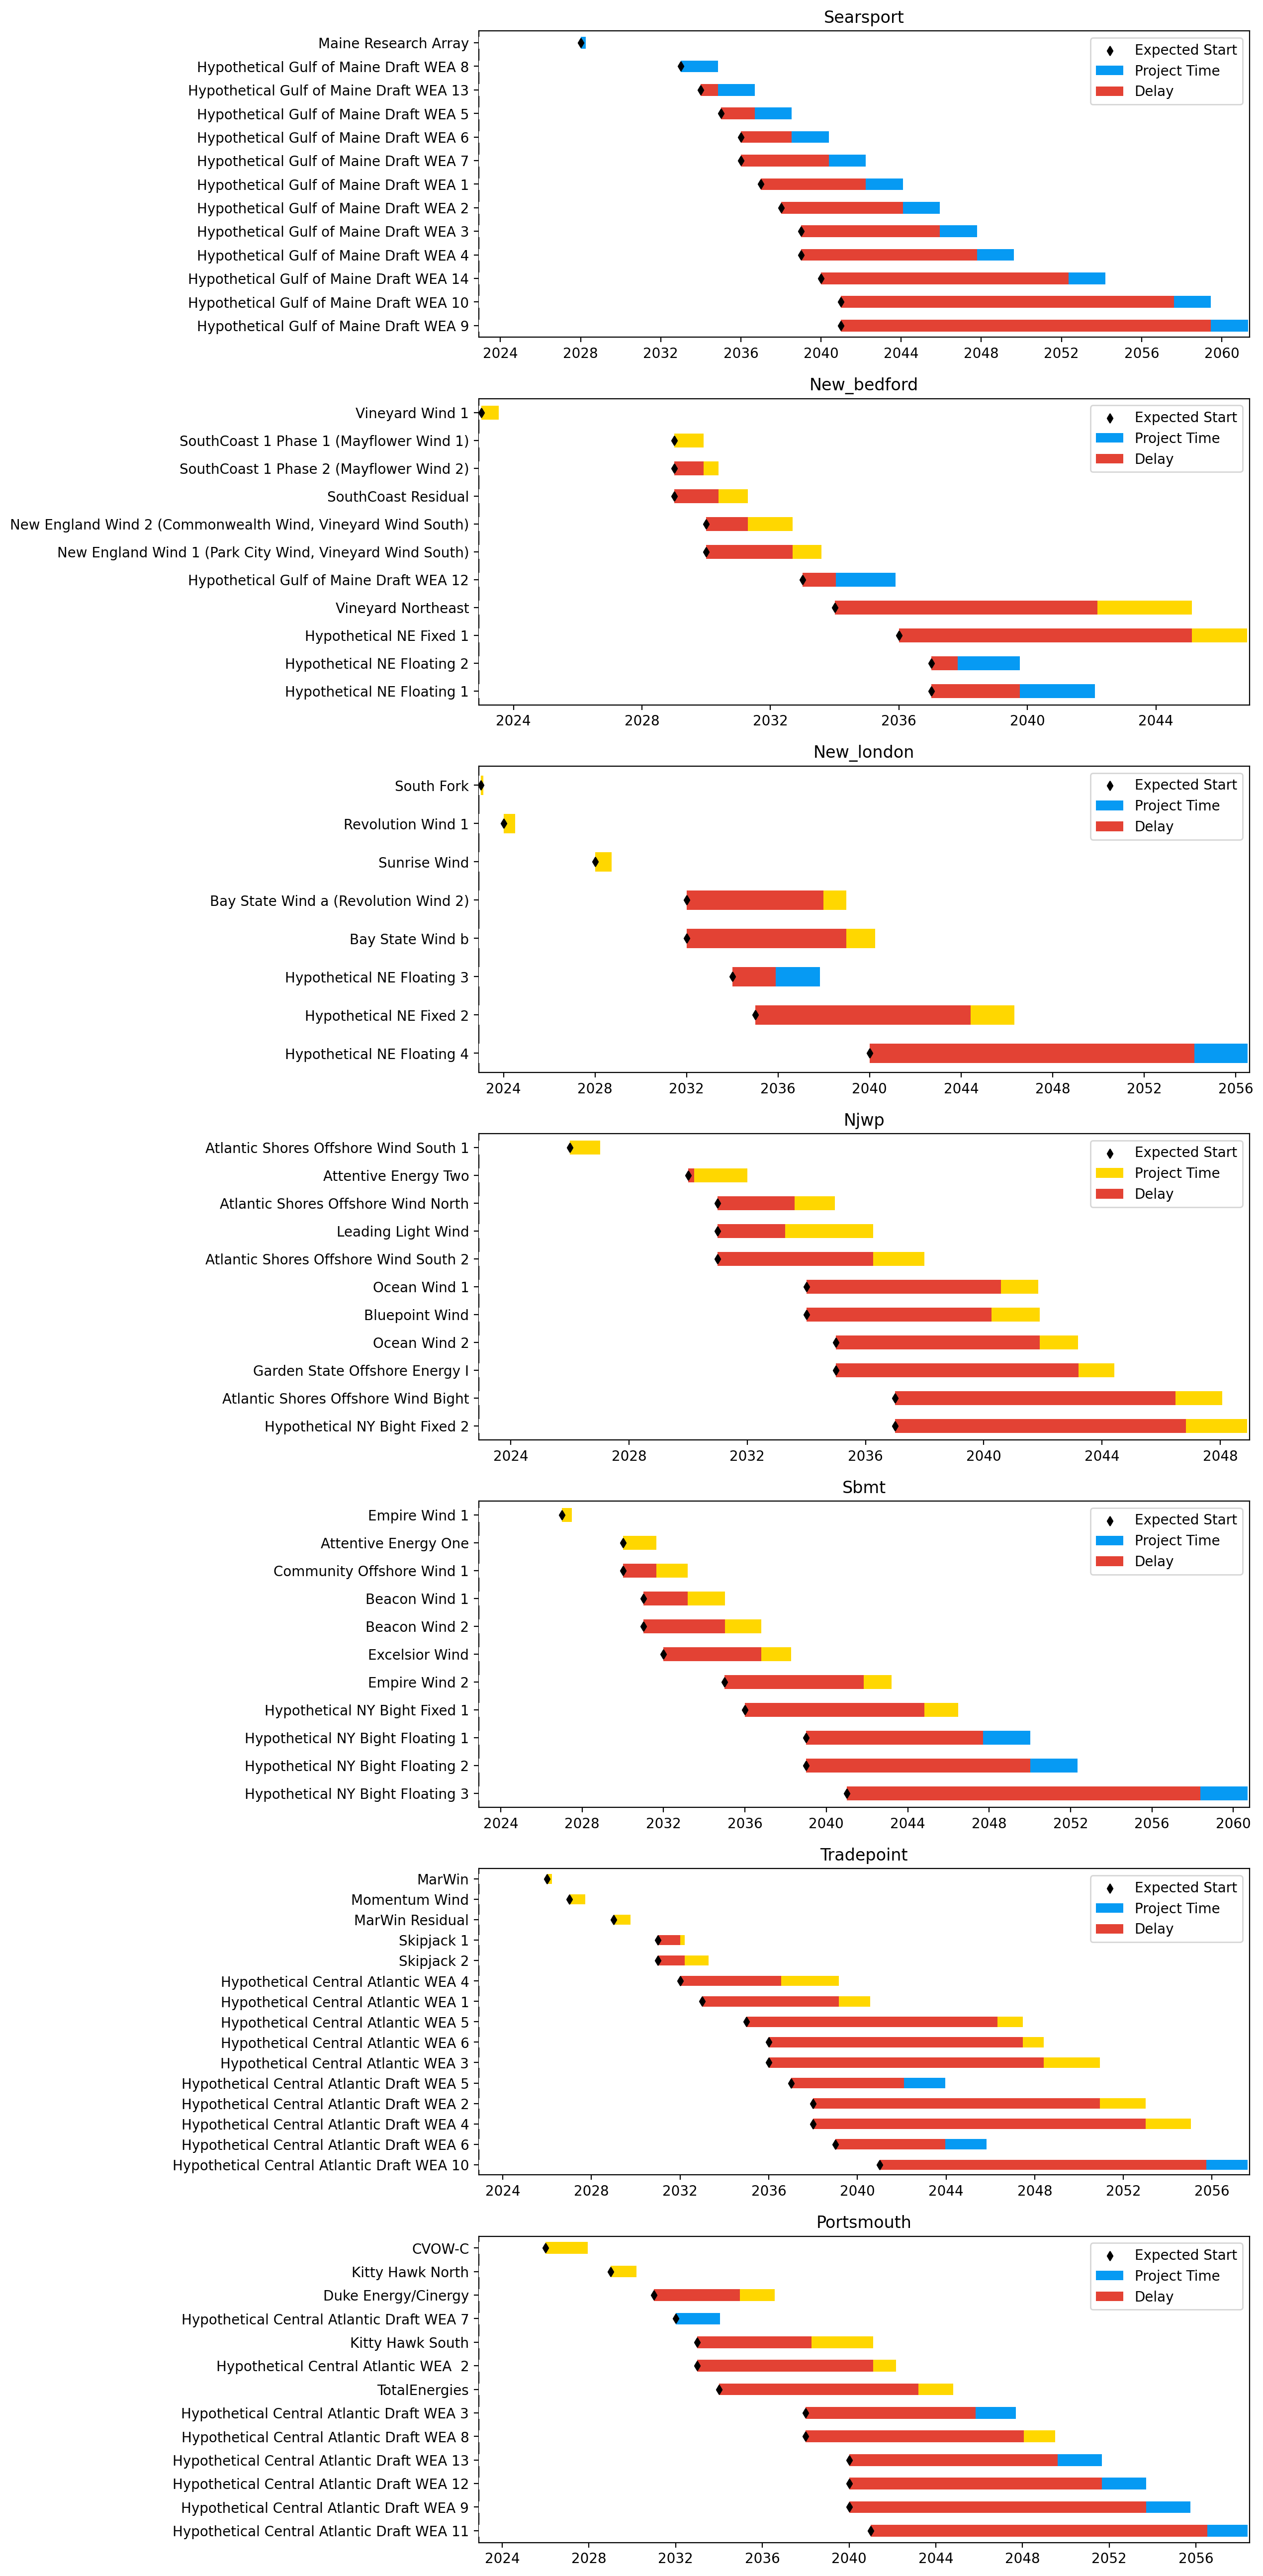 Searsport
Maine Research Array
Hypothetical Gulf of Maine Draft WEA 8
Hypothetical Gulf of Maine Draft WEA 13
Hypothetical Gulf of Maine Draft WEA 5
Hypothetical Gulf of Maine Draft WEA 6
Hypothetical Gulf of Maine Draft WEA 7
Hypothetical Gulf of Maine Draft WEA 1
Hypothetical Gulf of Maine Draft WEA 2
Hypothetical Gulf of Maine Draft WEA 3
Hypothetical Gulf of Maine Draft WEA 4
Hypothetical Gulf of Maine Draft WEA 14
Hypothetical Gulf of Maine Draft WEA 10
Hypothetical Gulf of Maine Draft WEA 9
Expected Start
Project Time
Delay
2024 2028 2032 2036 2040 2044 2048 2052 2056 2060
New_bedford
Vineyard Wind 1
SouthCoast 1 Phase 1 (Mayflower Wind 1)
SouthCoast 1 Phase 2 (Mayflower Wind 2)
SouthCoast Residual
New England Wind 2 (Commonwealth Wind, Vineyard Wind South)
New England Wind 1 (Park City Wind, Vineyard Wind South)
Hypothetical Gulf of Maine Draft WEA 12
Vineyard Northeast
Hypothetical NE Fixed 1
Hypothetical NE Floating 2
Hypothetical NE Floating 1
Expected Start
Project Time
Delay
2024 2028 2032 2036 2040 2044
New_london
South Fork
Revolution Wind 1
Sunrise Wind
Bay State Wind a (Revolution Wind 2)
Bay State Wind b
Hypothetical NE Floating 3
Hypothetical NE Fixed 2
Hypothetical NE Floating 4
Expected Start
Project Time
Delay
2024 2028 2032 2036 2040 2044 2048 2052 2056
Njwp
Atlantic Shores Offshore Wind South 1
Attentive Energy Two
Atlantic Shores Offshore Wind North
Leading Light Wind
Atlantic Shores Offshore Wind South 2
Ocean Wind 1
Bluepoint Wind
Ocean Wind 2
Garden State Offshore Energy I
Atlantic Shores Offshore Wind Bight
Hypothetical NY Bight Fixed 2
Expected Start
Project Time
Delay
2024 2028 2032 2036 2040 2044 2048
Sbmt
Empire Wind 1
Attentive Energy One
Community Offshore Wind 1
Beacon Wind 1
Beacon Wind 2
Excelsior Wind
Empire Wind 2
Hypothetical NY Bight Fixed 1
Hypothetical NY Bight Floating 1
Hypothetical NY Bight Floating 2
Hypothetical NY Bight Floating 3
Expected Start
Project Time
Delay
2024 2028 2032 2036 2040 2044 2048 2052 2056 2060
Tradepoint
MarWin
Momentum Wind
MarWin Residual
Skipjack 1
Skipjack 2
Hypothetical Central Atlantic WEA 4
Hypothetical Central Atlantic WEA 1
Hypothetical Central Atlantic WEA 5
Hypothetical Central Atlantic WEA 6
Hypothetical Central Atlantic WEA 3
Hypothetical Central Atlantic Draft WEA 5
Hypothetical Central Atlantic Draft WEA 2
Hypothetical Central Atlantic Draft WEA 4
Hypothetical Central Atlantic Draft WEA 6
Hypothetical Central Atlantic Draft WEA 10
Expected Start
Project Time
Delay
2024 2028 2032 2036 2040 2044 2048 2052 2056
Portsmouth
CVOW-C
Kitty Hawk North
Duke Energy/Cinergy
Hypothetical Central Atlantic Draft WEA 7
Kitty Hawk South
Hypothetical Central Atlantic WEA  2
TotalEnergies
Hypothetical Central Atlantic Draft WEA 3
Hypothetical Central Atlantic Draft WEA 8
Hypothetical Central Atlantic Draft WEA 13
Hypothetical Central Atlantic Draft WEA 12
Hypothetical Central Atlantic Draft WEA 9
Hypothetical Central Atlantic Draft WEA 11
Expected Start
Project Time
Delay
2024 2028 2032 2036 2040 2044 2048 2052 2056